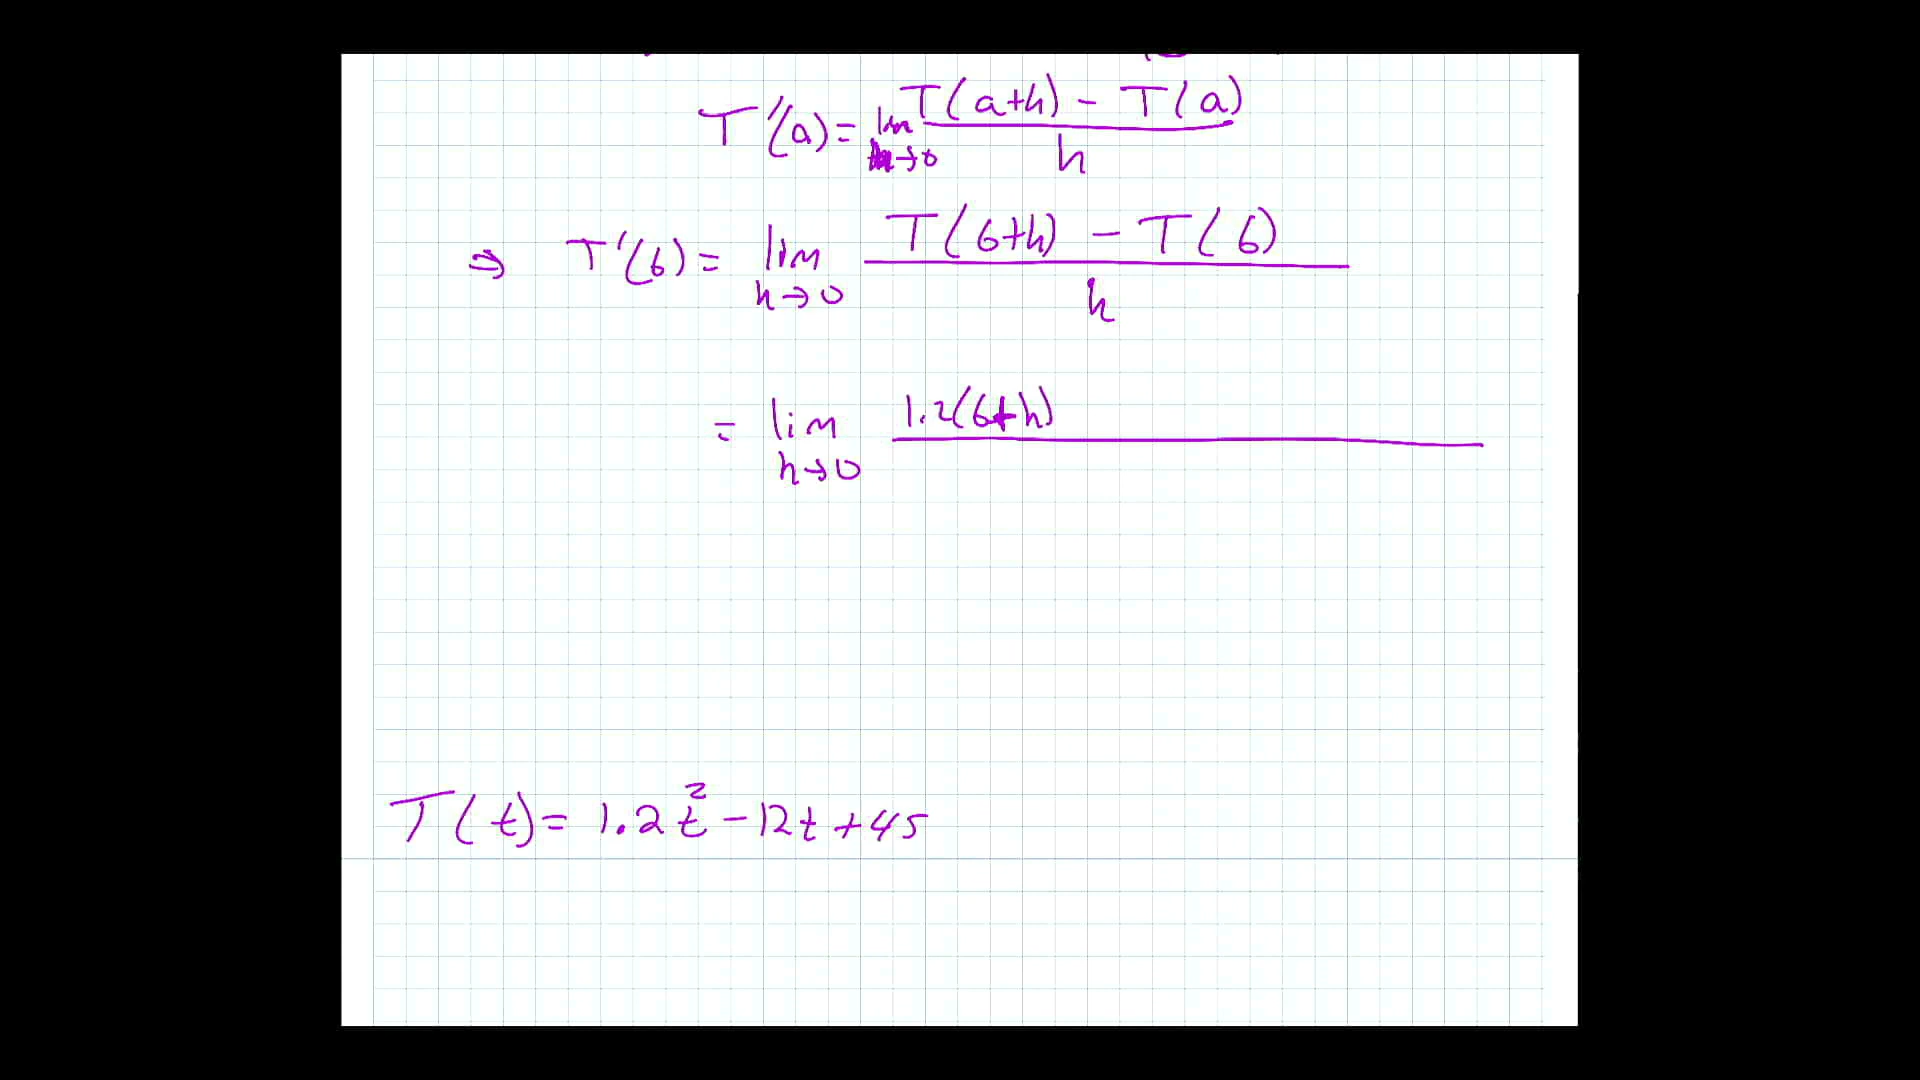 T'(a) = lim h→0 T(a+h) - T(a) / h
⇒ T'(6) = lim h→0 T(6+h) - T(6) / h
= lim h→0 1.2(6+h)
T(t) = 1.2t² - 12t + 45